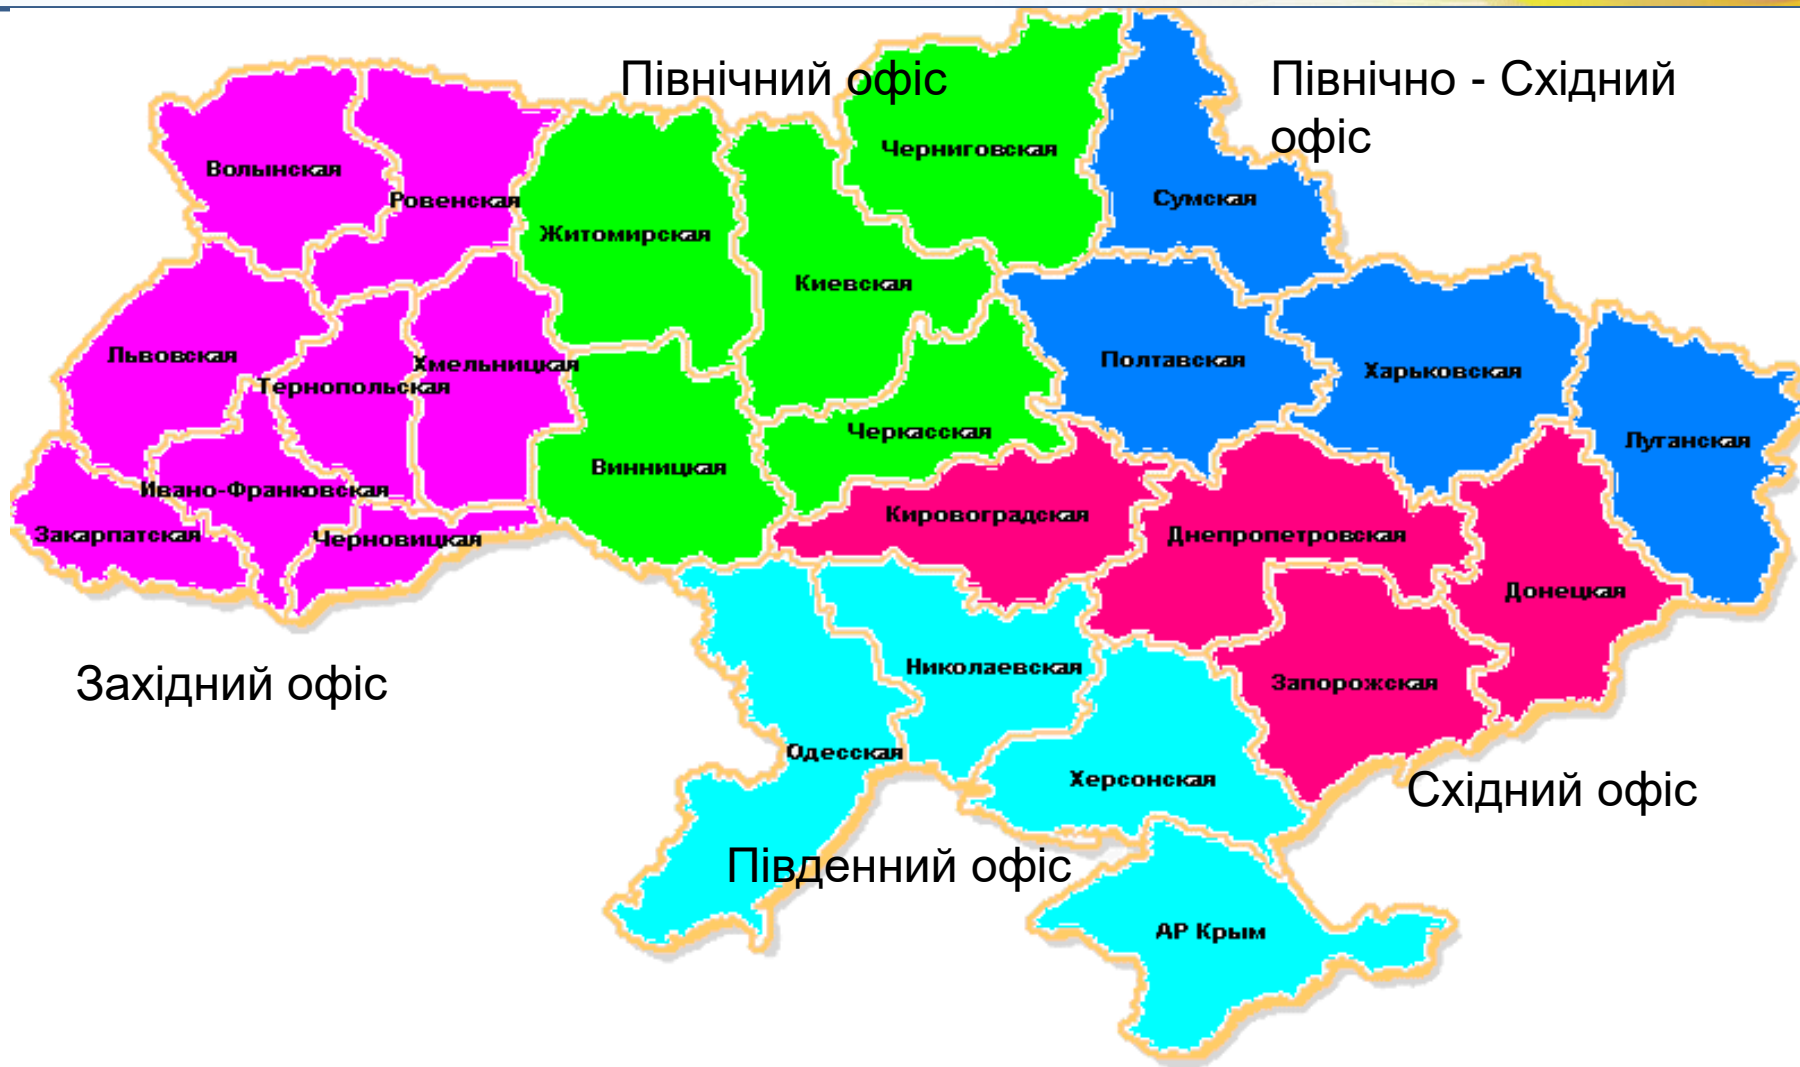 Північний офіс
Північно - Східний
офіс
Черниговская
Волынская
Ровенская
Сумская
Житомирская
Киевская
Львовская
Хмельницкая
Тернопольская
Полтавская
Харьковская
Черкасская
Луганская
Винницкая
Ивано-Франковская
Кировоградская
Закарпатская
Черновицкая
Днепропетровская
Донецкая
Західний офіс
Николаевская
Запорожская
Одесская
Херсонская
Східний офіс
Південний офіс
АР Крым